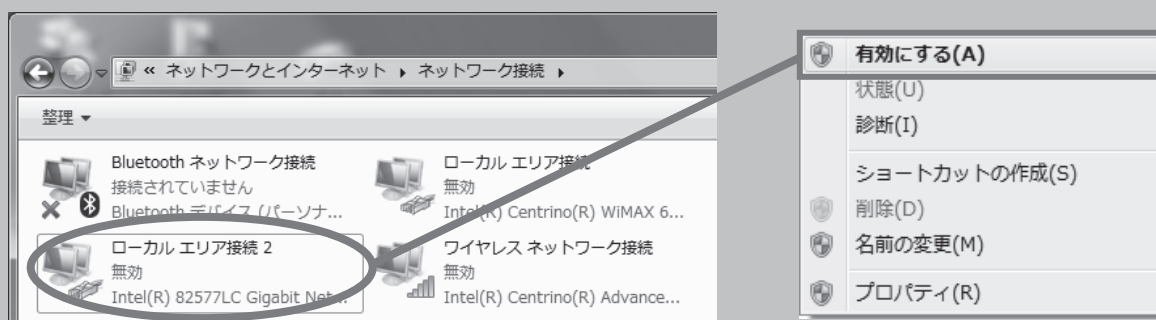 « ネットワークとインターネット ▸ ネットワーク接続 ▸
整理 ▼
Bluetooth ネットワーク接続
接続されていません
Bluetooth デバイス (パーソナ...
ローカル エリア接続
無効
Intel(R) Centrino(R) WiMAX 6...
ローカル エリア接続 2
無効
Intel(R) 82577LC Gigabit Net...
ワイヤレス ネットワーク接続
無効
Intel(R) Centrino(R) Advance...
有効にする(A)
状態(U)
診断(I)
ショートカットの作成(S)
削除(D)
名前の変更(M)
プロパティ(R)